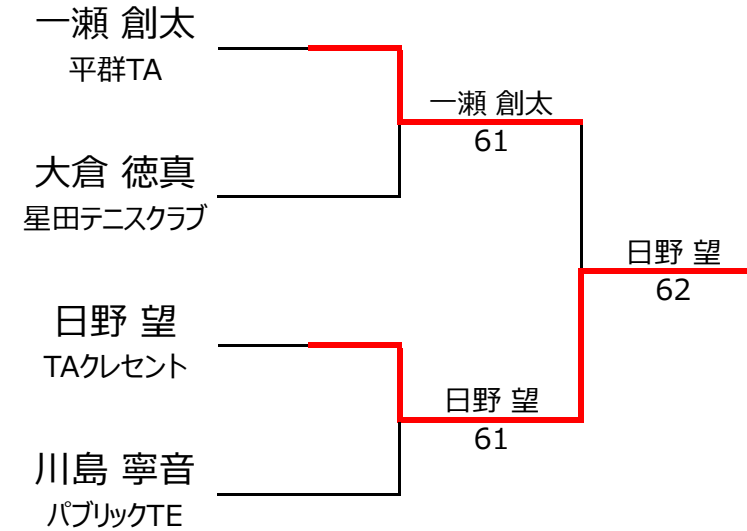 一瀬 創太
平群TA
一瀬 創太
61
大倉 徳真
星田テニスクラブ
日野 望
62
日野 望
TAクレセント
日野 望
61
川島 寧音
パブリックTE